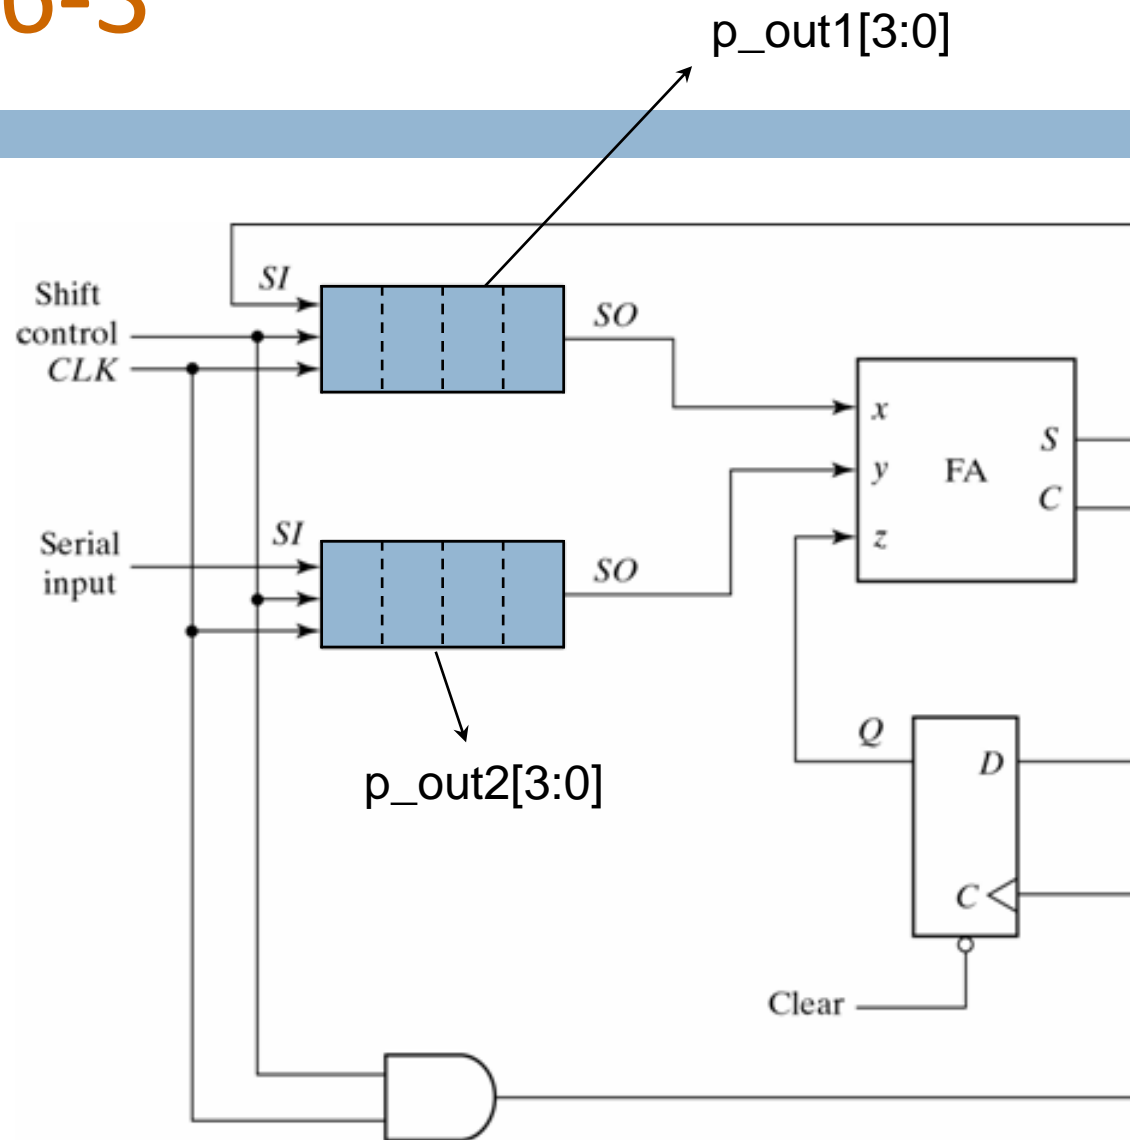 6-3
p_out1[3:0]
SI
Shift
control
CLK
SO
x
y
z
FA
S
C
Serial
input
SI
SO
p_out2[3:0]
Q
D
C
Clear